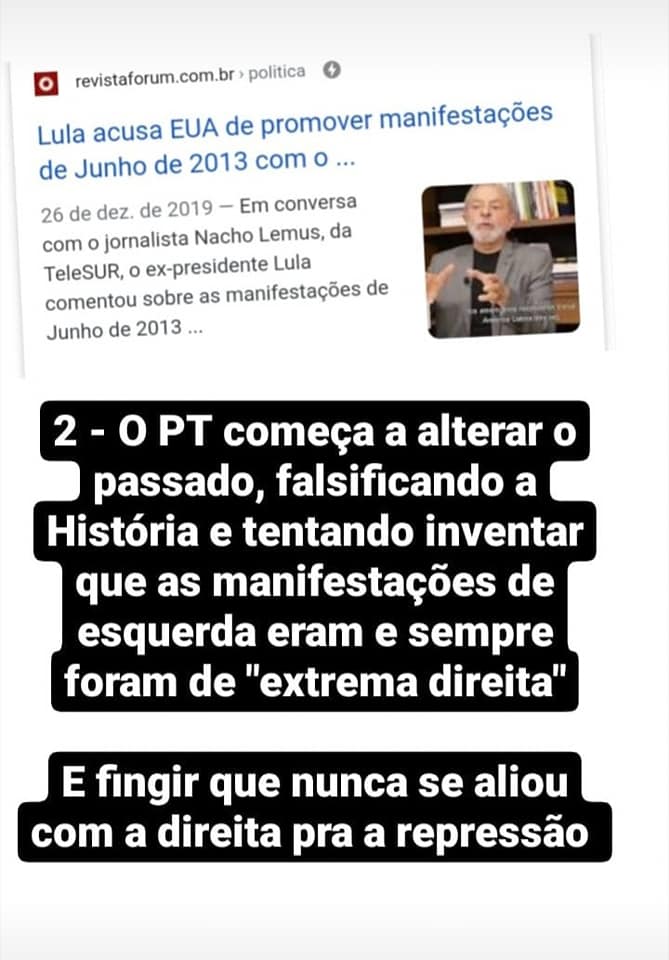 revistaforum.com.br › politica
Lula acusa EUA de promover manifestações
de Junho de 2013 com o ...
26 de dez. de 2019 — Em conversa
com o jornalista Nacho Lemus, da
TeleSUR, o ex-presidente Lula
comentou sobre as manifestações de
Junho de 2013 ...
2 - O PT começa a alterar o
passado, falsificando a
História e tentando inventar
que as manifestações de
esquerda eram e sempre
foram de "extrema direita"
E fingir que nunca se aliou
com a direita pra a repressão